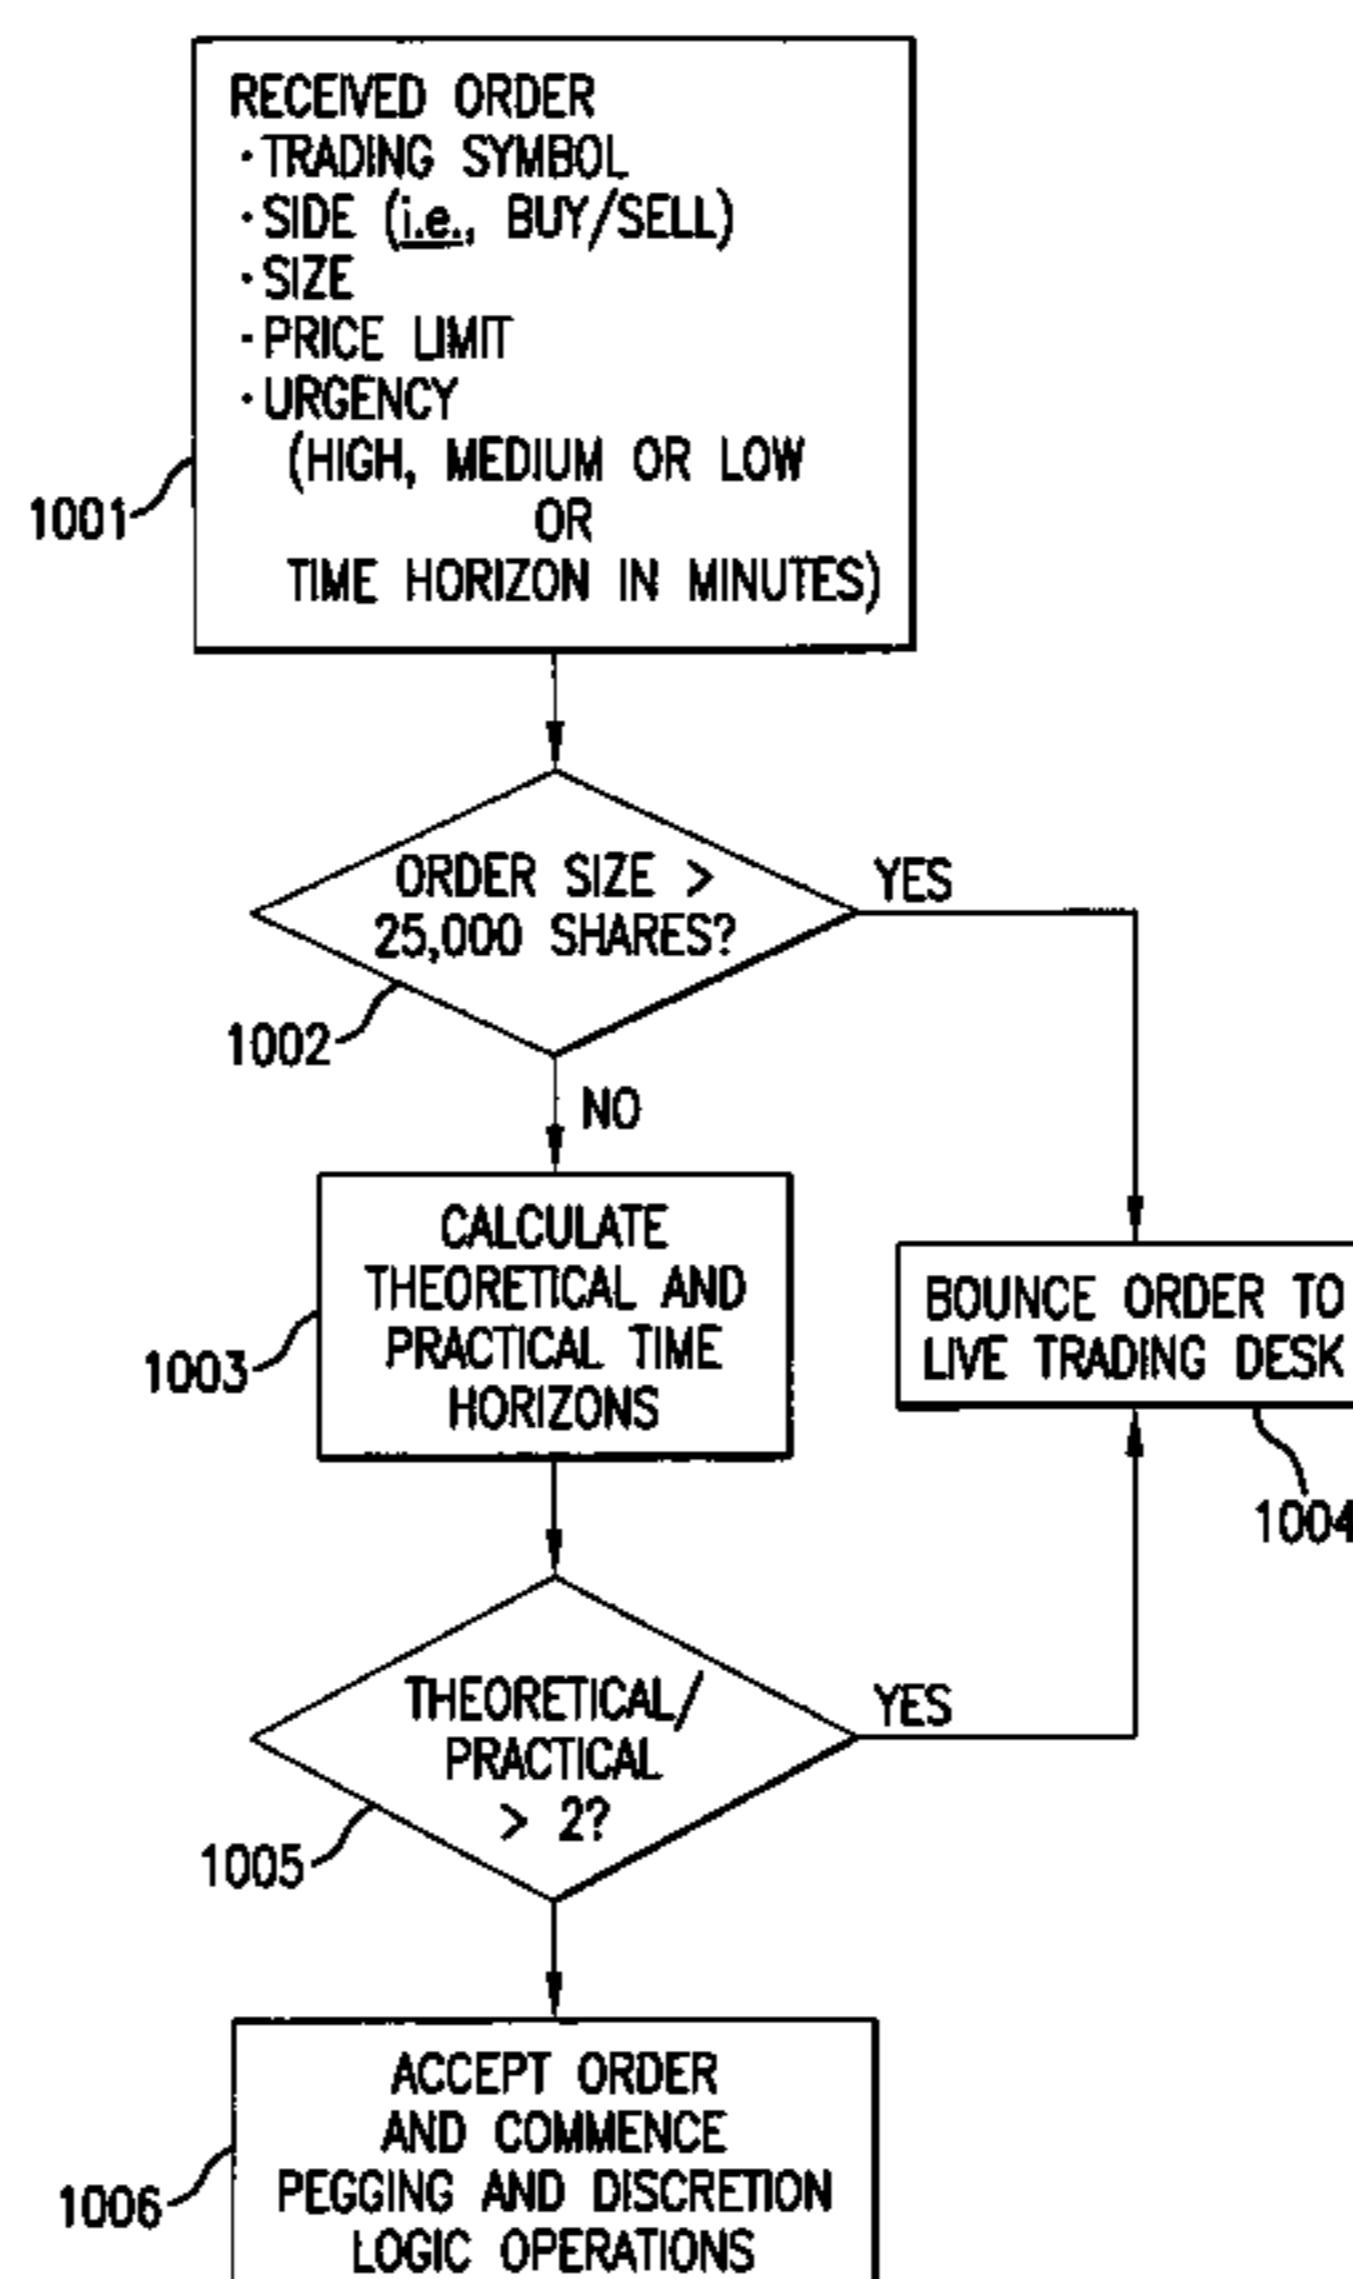 RECEIVED ORDER
·TRADING SYMBOL
·SIDE (i.e., BUY/SELL)
·SIZE
·PRICE LIMIT
·URGENCY
(HIGH, MEDIUM OR LOW
OR
TIME HORIZON IN MINUTES)
1001
ORDER SIZE >
25,000 SHARES?
YES
1002
NO
CALCULATE
THEORETICAL AND
PRACTICAL TIME
HORIZONS
1003
BOUNCE ORDER TO
LIVE TRADING DESK
1004
THEORETICAL/
PRACTICAL
> 2?
YES
1005
ACCEPT ORDER
AND COMMENCE
PEGGING AND DISCRETION
LOGIC OPERATIONS
1006